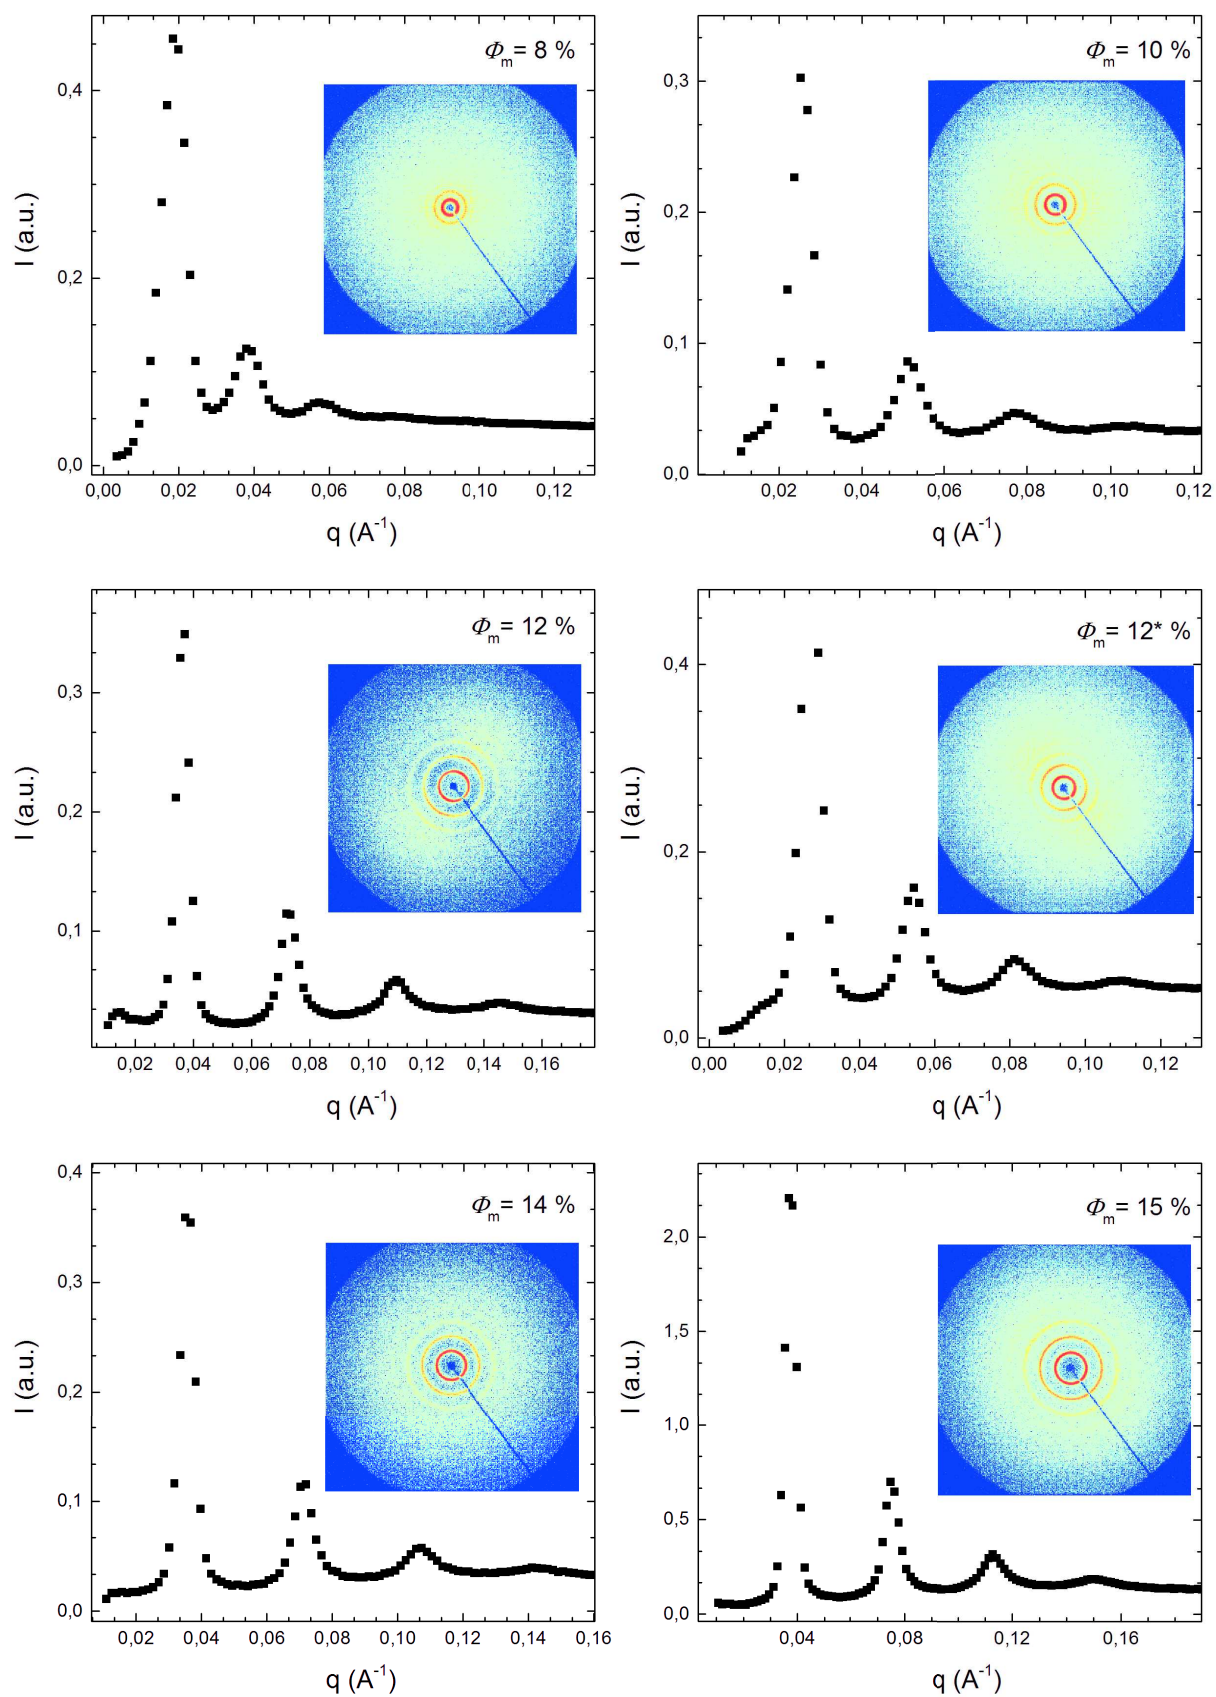 Φm= 8 %
0,4
0,2
0,0
I (a.u.)
0,00 0,02 0,04 0,06 0,08 0,10 0,12
q (A-1)
Φm= 10 %
0,3
0,2
0,1
0,0
I (a.u.)
0,02 0,04 0,06 0,08 0,10 0,12
q (A-1)
Φm= 12 %
0,3
0,2
0,1
I (a.u.)
0,02 0,04 0,06 0,08 0,10 0,12 0,14 0,16
q (A-1)
Φm= 12* %
0,4
0,2
0,0
I (a.u.)
0,00 0,02 0,04 0,06 0,08 0,10 0,12
q (A-1)
Φm= 14 %
0,4
0,3
0,2
0,1
0,0
I (a.u.)
0,02 0,04 0,06 0,08 0,10 0,12 0,14 0,16
q (A-1)
Φm= 15 %
2,0
1,5
1,0
0,5
0,0
I (a.u.)
0,04 0,08 0,12 0,16
q (A-1)